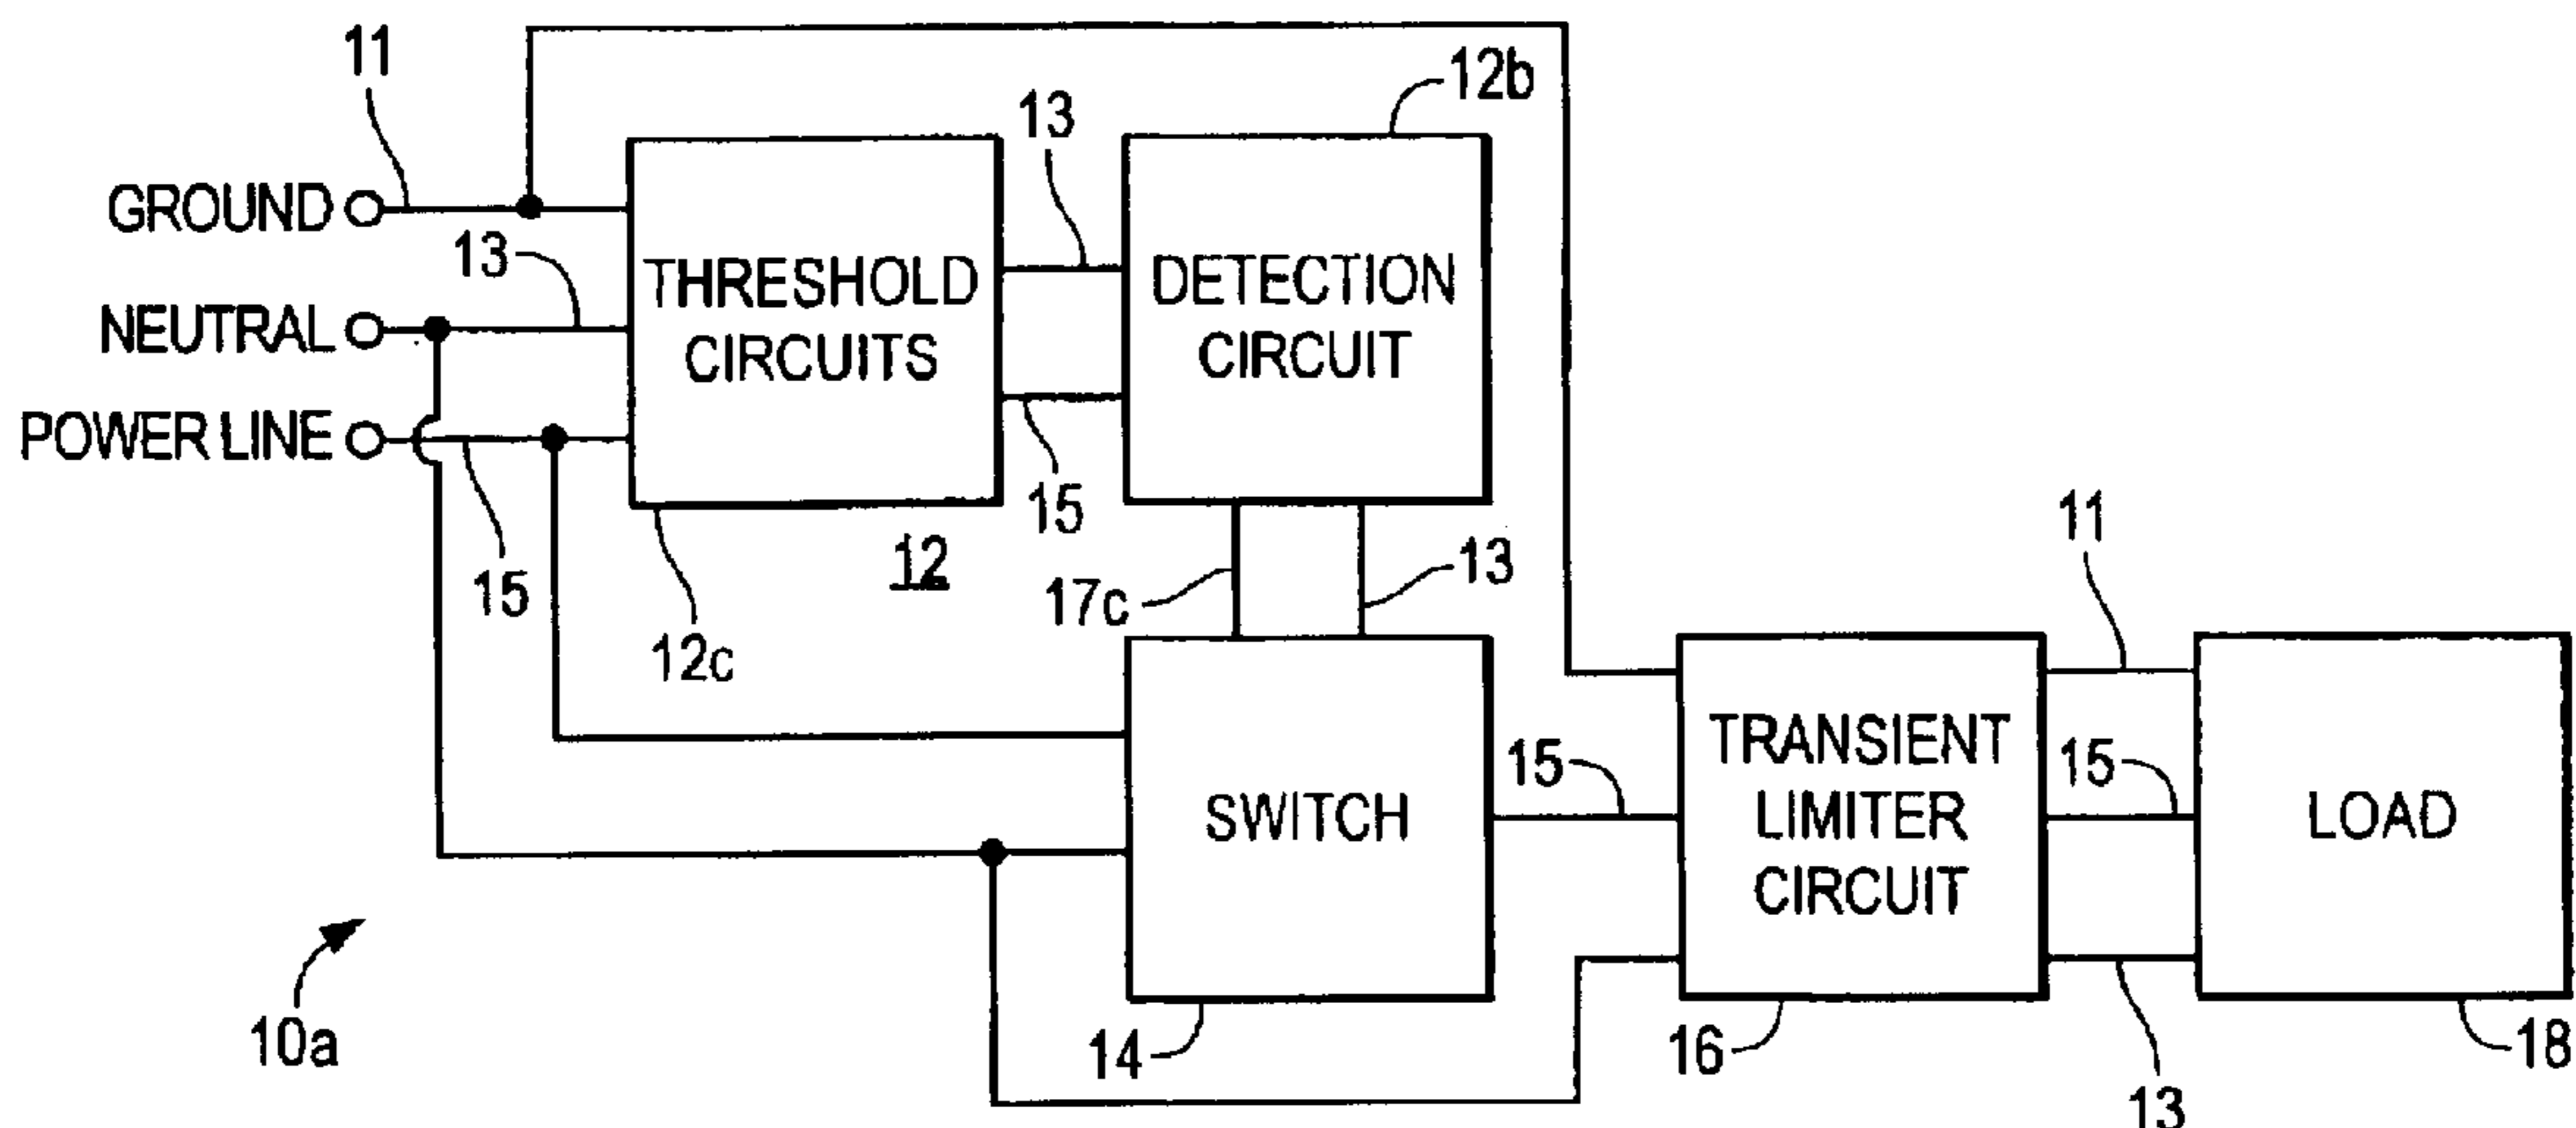 11
12b
13
GROUND
13
THRESHOLD
CIRCUITS
DETECTION
CIRCUIT
NEUTRAL
POWER LINE
15
15
12
17c
13
12c
11
TRANSIENT
LIMITER
CIRCUIT
SWITCH
15
15
LOAD
10a
14
16
18
13